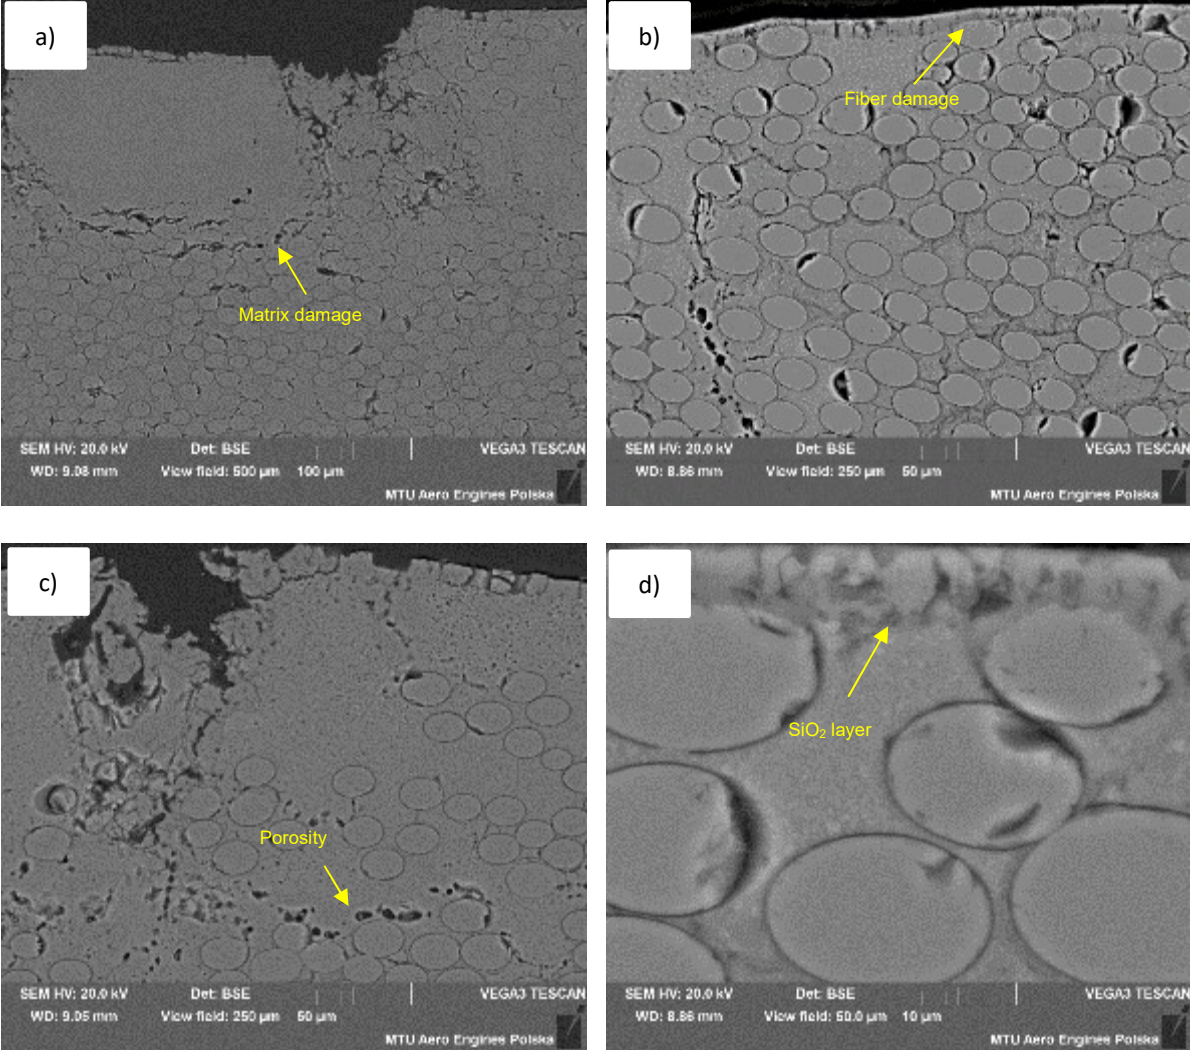 a)
Matrix damage
SEM HV: 20.0 kV Det: BSE VEGA3 TESCAN
WD: 9.08 mm View field: 500 µm 100 µm
MTU Aero Engines Polska
b)
Fiber damage
SEM HV: 20.0 kV Det: BSE VEGA3 TESCAN
WD: 8.86 mm View field: 250 µm 50 µm
MTU Aero Engines Polska
c)
Porosity
SEM HV: 20.0 kV Det: BSE VEGA3 TESCAN
WD: 9.05 mm View field: 250 µm 50 µm
MTU Aero Engines Polska
d)
SiO₂ layer
SEM HV: 20.0 kV Det: BSE VEGA3 TESCAN
WD: 8.86 mm View field: 50.0 µm 10 µm
MTU Aero Engines Polska